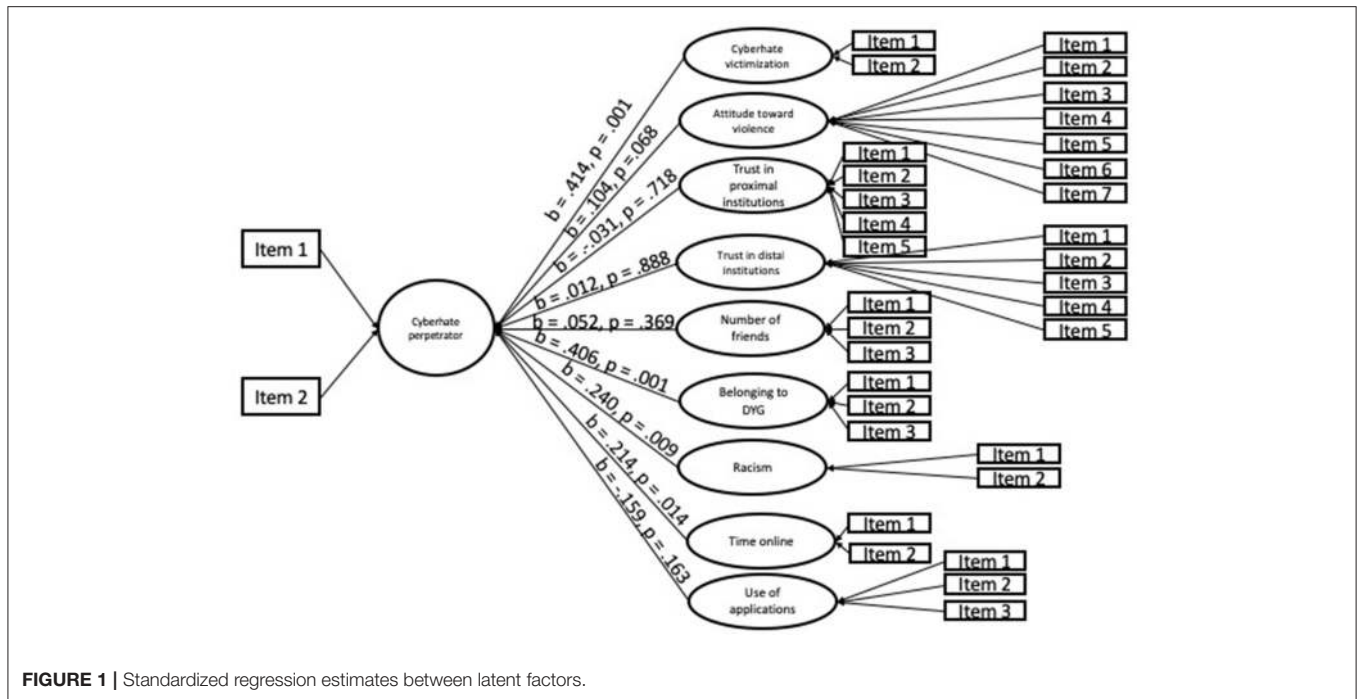 Cyberhate
victimization
Item 1
Item 2
Item 1
Item 2
Item 3
Item 4
Item 5
Item 6
Item 7
Attitude toward
violence
Trust in
proximal
institutions
Item 1
Item 2
Item 3
Item 4
Item 5
Trust in distal
institutions
Item 1
Item 2
Item 3
Item 4
Item 5
Number of
friends
Item 1
Item 2
Item 3
Belonging to
DYG
Item 1
Item 2
Item 3
Racism
Item 1
Item 2
Time online
Item 1
Item 2
Use of
applications
Item 1
Item 2
Item 3
b = .414, p = .001
b = .104, p = .068
b = .-031, p = .718
b = .012, p = .888
b = .052, p = .369
b = .406, p = .001
b = .240, p = .009
b = .214, p = .014
b = -.159, p = .163
Item 1
Item 2
Cyberhate
perpetrator
FIGURE 1 | Standardized regression estimates between latent factors.